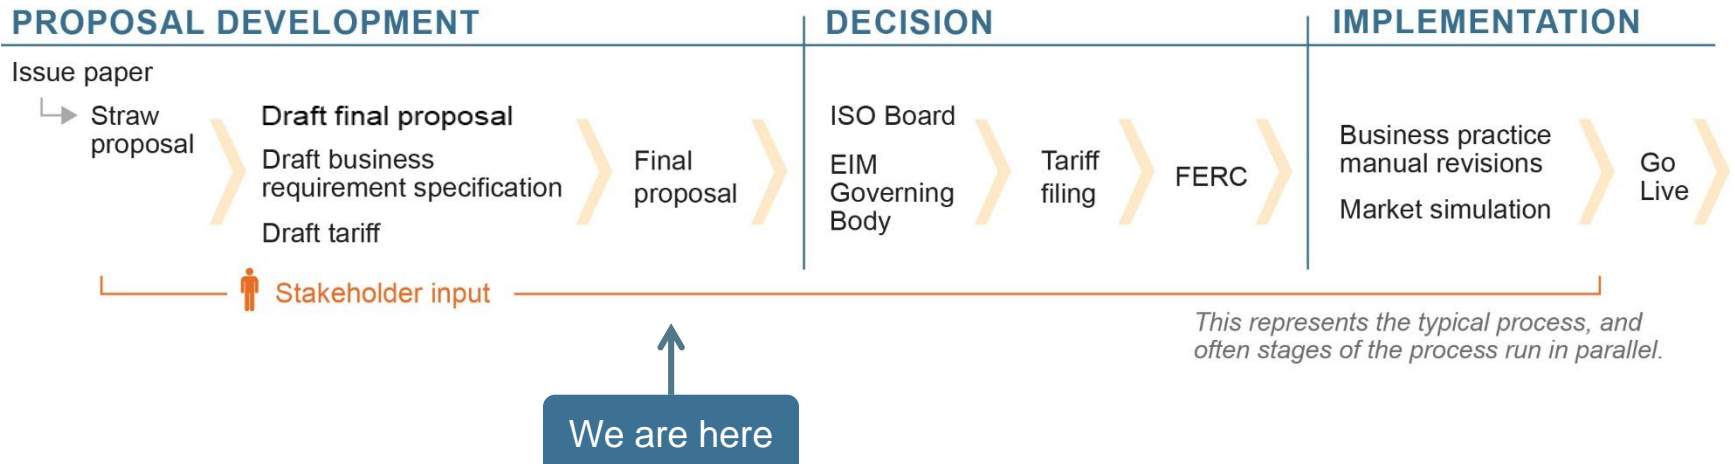 PROPOSAL DEVELOPMENT
DECISION
IMPLEMENTATION
Issue paper
Straw
proposal
Draft final proposal
Draft business
requirement specification
Draft tariff
Final
proposal
ISO Board
EIM
Governing
Body
Tariff
filing
FERC
Business practice
manual revisions
Market simulation
Go
Live
Stakeholder input
This represents the typical process, and
often stages of the process run in parallel.
We are here